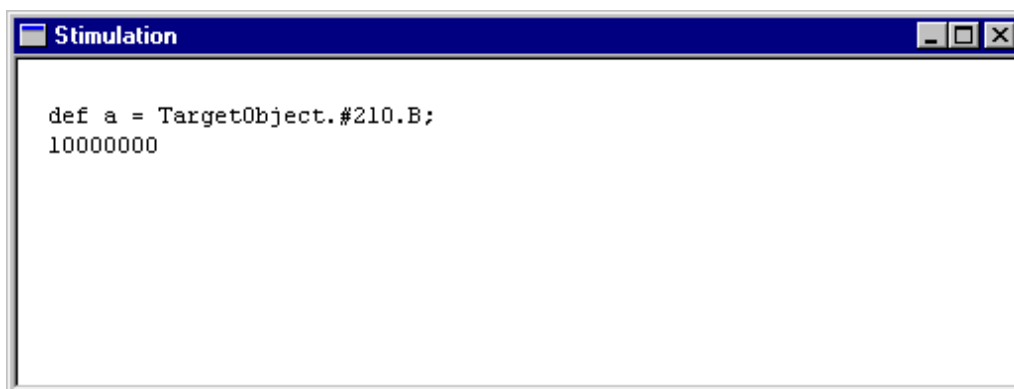 Stimulation
def a = TargetObject.#210.B;
10000000